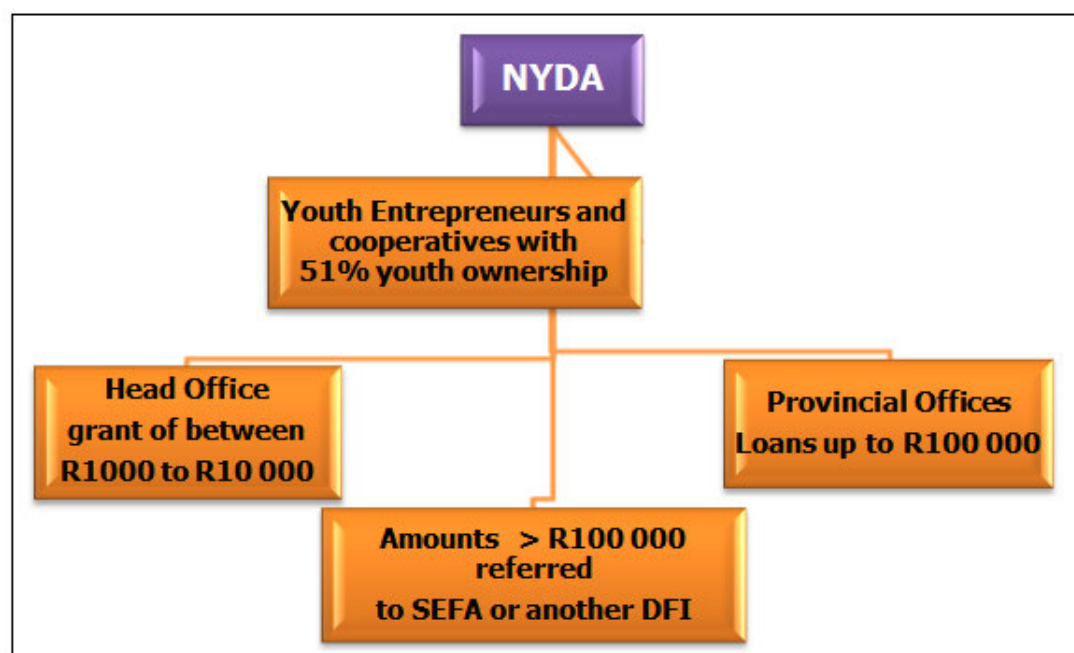 NYDA
Youth Entrepreneurs and
cooperatives with
51% youth ownership
Head Office
grant of between
R1000 to R10 000
Provincial Offices
Loans up to R100 000
Amounts > R100 000
referred
to SEFA or another DFI